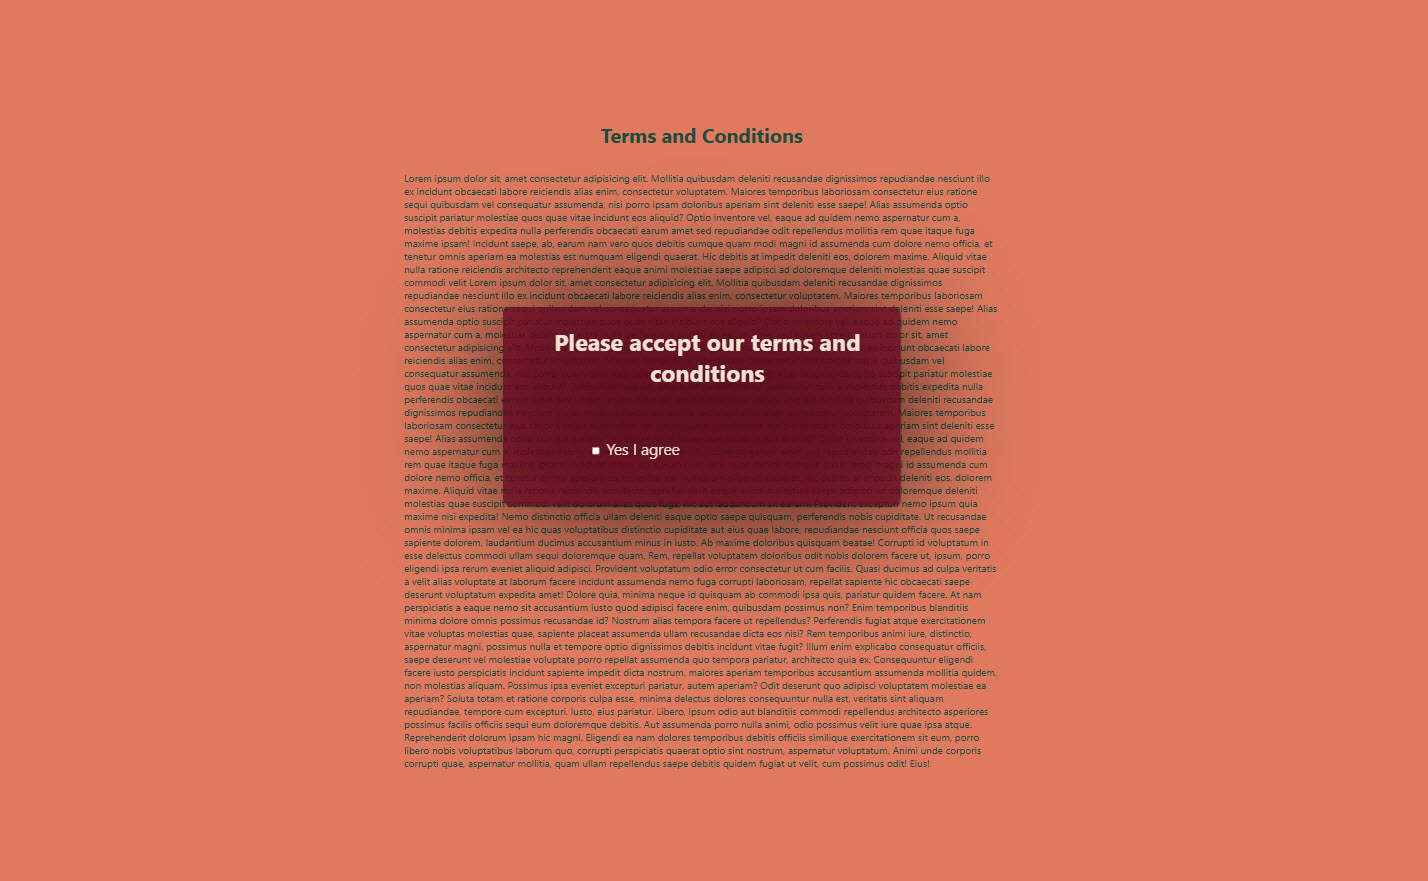 Terms and Conditions
Lorem ipsum dolor sit, amet consectetur adipisicing elit. Mollitia quibusdam deleniti recusandae dignissimos repudiandae nesciunt illo
ex incidunt obcaecati labore reiciendis alias enim, consectetur voluptatem. Maiores temporibus laboriosam consectetur eius ratione
sequi quibusdam vel consequatur assumenda, nisi porro ipsam doloribus aperiam sint deleniti esse saepe! Alias assumenda optio
suscipit pariatur molestiae quos quae vitae incidunt eos aliquid? Optio inventore vel, eaque ad quidem nemo aspernatur cum a,
molestias debitis expedita nulla perferendis obcaecati earum amet sed repudiandae odit repellendus mollitia rem quae itaque fuga
maxime ipsam! Incidunt saepe, ab, earum nam vero quos debitis cumque quam modi magni id assumenda cum dolore nemo officia, et
tenetur omnis aperiam ea molestias est numquam eligendi quaerat. Hic debitis at impedit deleniti eos, dolorem maxime. Aliquid vitae
nulla ratione reiciendis architecto reprehenderit eaque animi molestiae saepe adipisci ad doloremque deleniti molestias quae suscipit
commodi velit Lorem ipsum dolor sit, amet consectetur adipisicing elit. Mollitia quibusdam deleniti recusandae dignissimos
repudiandae nesciunt illo ex incidunt obcaecati labore reiciendis alias enim, consectetur voluptatem. Maiores temporibus laboriosam
consectetur eius ratione sequi quibusdam vel consequatur assumenda, nisi porro ipsam doloribus aperiam sint deleniti esse saepe! Alias
assumenda optio suscipit pariatur molestiae quos quae vitae incidunt eos aliquid? Optio inventore vel, eaque ad quidem nemo
aspernatur cum a, sit, amet
Please accept our terms and
consectetur adipisicing obcaecati labore
reiciendis alias enim, vel
consequatur assumenda, pariatur molestiae
conditions
quos quae vitae expedita nulla
perferendis obcaecati deleniti recusandae
dignissimos repudiandae Maiores temporibus
laboriosam consectetur sint deleniti esse
saepe! Alias eaque ad quidem
nemo aspernatur cum repellendus mollitia
Yes I agree
rem quae itaque fuga id assumenda cum
dolore nemo officia, et deleniti eos, dolorem
maxime. Aliquid vitae doloremque deleniti
molestias quae suscipit nemo ipsum quia
maxime nisi expedita! Nemo distinctio officia ullam deleniti eaque optio saepe quisquam, perferendis nobis cupiditate. Ut recusandae
omnis minima ipsam vel ea hic quas voluptatibus distinctio cupiditate aut eius quae labore, repudiandae nesciunt officia quos saepe
sapiente dolorem, laudantium ducimus accusantium minus in iusto. Ab maxime doloribus quisquam beatae! Corrupti id voluptatum in
esse delectus commodi ullam sequi doloremque quam. Rem, repellat voluptatem doloribus odit nobis dolorem facere ut, ipsum, porro
eligendi ipsa rerum eveniet aliquid adipisci. Provident voluptatum odio error consectetur ut cum facilis. Quasi ducimus ad culpa veritatis
a velit alias voluptate at laborum facere incidunt assumenda nemo fuga corrupti laboriosam, repellat sapiente hic obcaecati saepe
deserunt voluptatum expedita amet! Dolore quia, minima neque id quisquam ab commodi ipsa quis, pariatur quidem facere. At nam
perspiciatis a eaque nemo sit accusantium iusto quod adipisci facere enim, quibusdam possimus non? Enim temporibus blanditiis
minima dolore omnis possimus recusandae id? Nostrum alias tempora facere ut repellendus? Perferendis fugiat atque exercitationem
vitae voluptas molestias quae, sapiente placeat assumenda ullam recusandae dicta eos nisi? Rem temporibus animi iure, distinctio,
aspernatur magni, possimus nulla et tempore optio dignissimos debitis incidunt vitae fugit? Illum enim explicabo consequatur officiis,
saepe deserunt vel molestiae voluptate porro repellat assumenda quo tempora pariatur, architecto quia ex. Consequuntur eligendi
facere iusto perspiciatis incidunt sapiente impedit dicta nostrum, maiores aperiam temporibus accusantium assumenda mollitia quidem,
non molestias aliquam. Possimus ipsa eveniet excepturi pariatur, autem aperiam? Odit deserunt quo adipisci voluptatem molestiae ea
aperiam? Soluta totam et ratione corporis culpa esse, minima delectus dolores consequuntur nulla est, veritatis sint aliquam
repudiandae, tempore cum excepturi. Iusto, eius pariatur. Libero, ipsum odio aut blanditiis commodi repellendus architecto asperiores
possimus facilis officiis sequi eum doloremque debitis. Aut assumenda porro nulla animi, odio possimus velit iure quae ipsa atque.
Reprehenderit dolorum ipsam hic magni. Eligendi ea nam dolores temporibus debitis officiis similique exercitationem sit eum, porro
libero nobis voluptatibus laborum quo, corrupti perspiciatis quaerat optio sint nostrum, aspernatur voluptatum. Animi unde corporis
corrupti quae, aspernatur mollitia, quam ullam repellendus saepe debitis quidem fugiat ut velit, cum possimus odit! Eius!